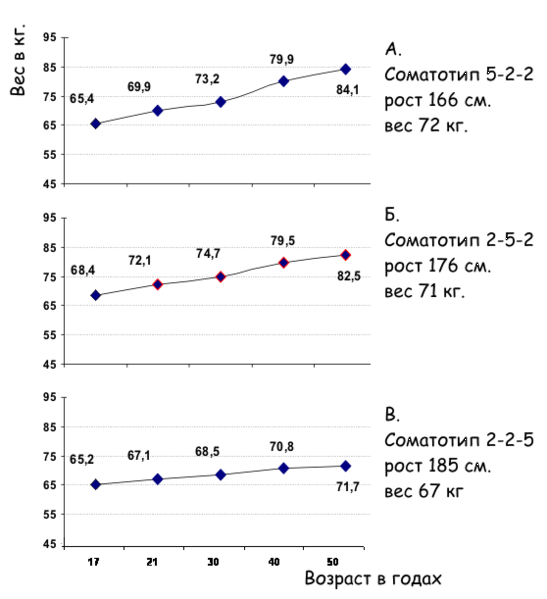 Вес в кг.
95
85
75
65
55
45
65,4
69,9
73,2
79,9
84,1
А.
Соматотип 5-2-2
рост 166 см.
вес 72 кг.
95
85
75
65
55
45
68,4
72,1
74,7
79,5
82,5
Б.
Соматотип 2-5-2
рост 176 см.
вес 71 кг.
95
85
75
65
55
45
65,2
67,1
68,5
70,8
71,7
В.
Соматотип 2-2-5
рост 185 см.
вес 67 кг
17 21 30 40 50
Возраст в годах